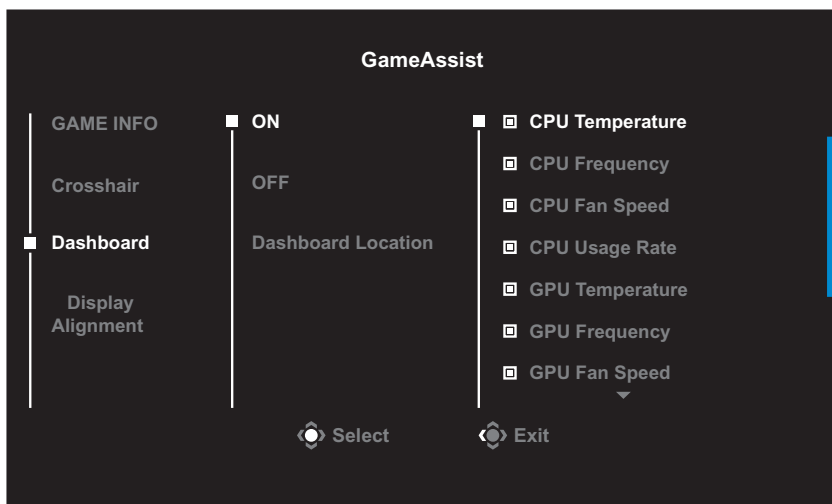 GameAssist
GAME INFO
Crosshair
Dashboard
Display
Alignment
ON
OFF
Dashboard Location
CPU Temperature
CPU Frequency
CPU Fan Speed
CPU Usage Rate
GPU Temperature
GPU Frequency
GPU Fan Speed
Select
Exit